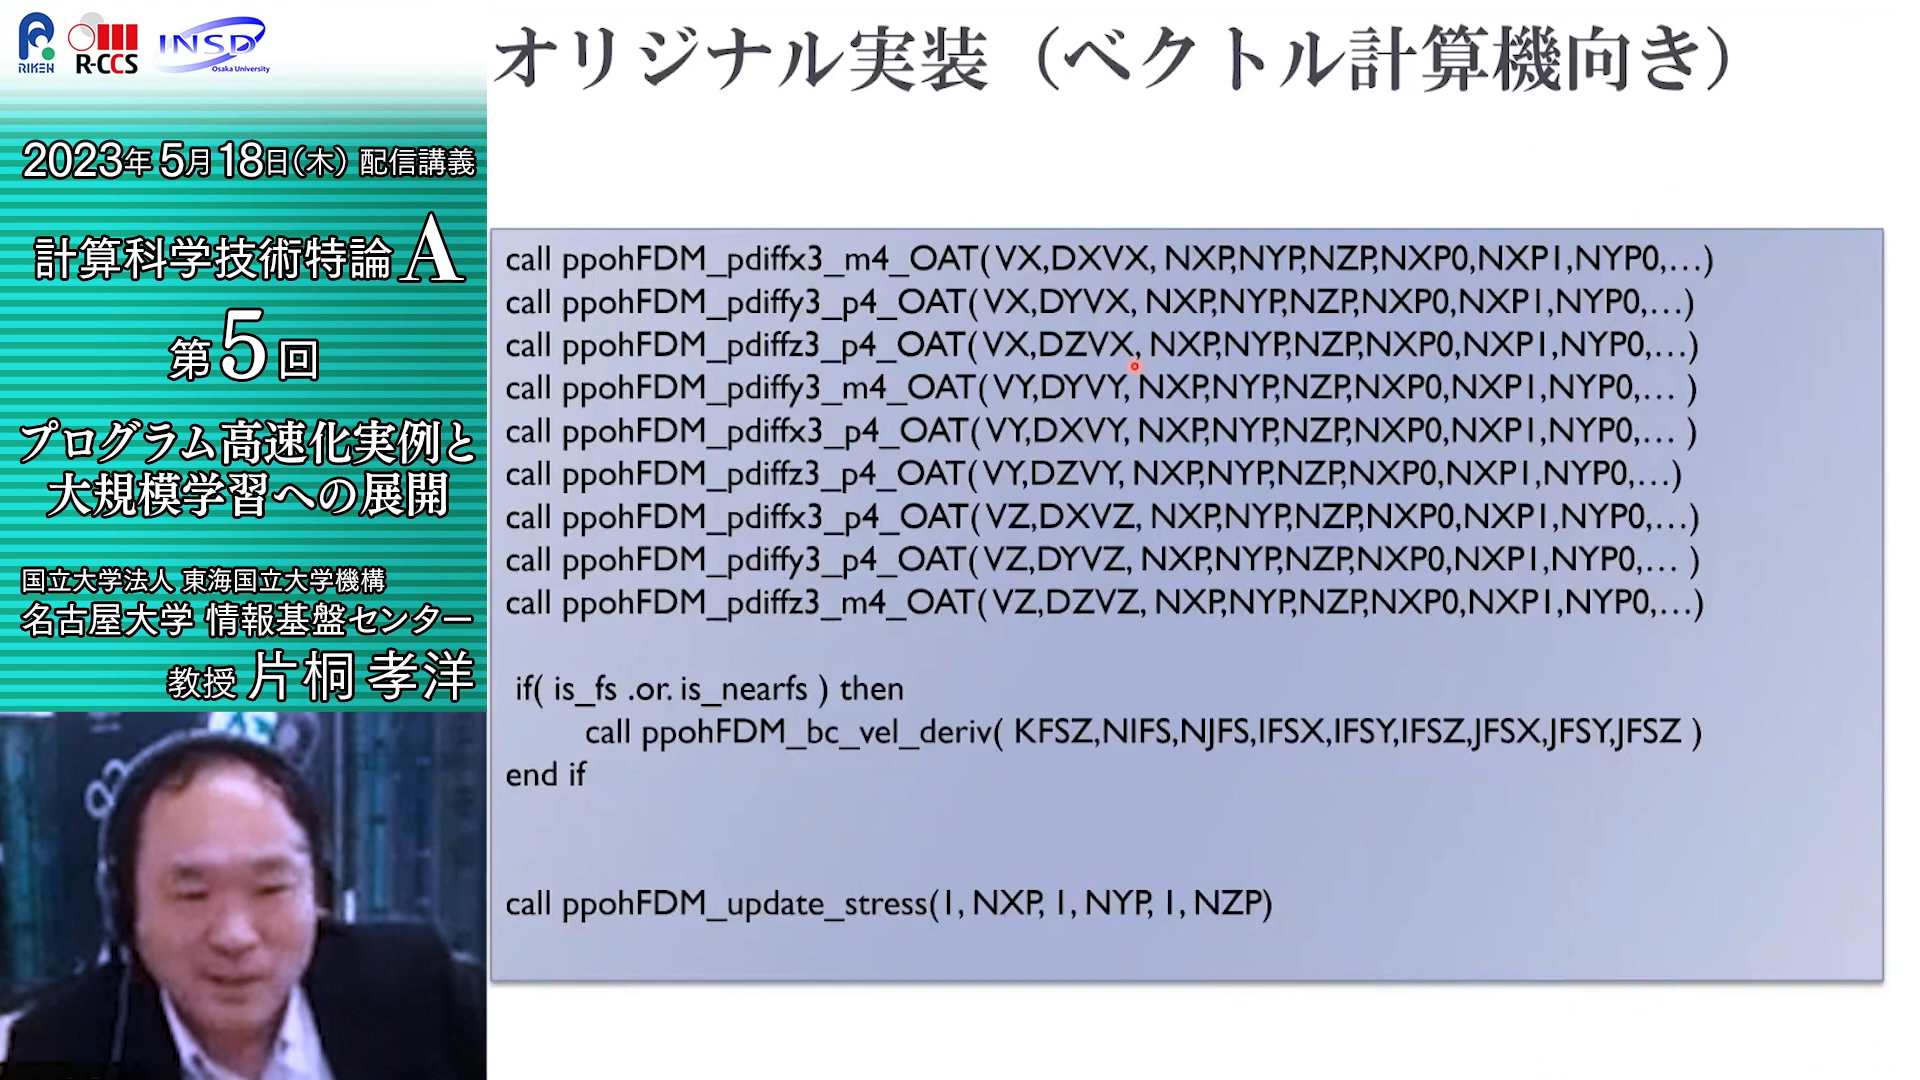 RIKEN
R-CCS
INSD
Osaka University
2023年5月18日(木) 配信講義
計算科学技術特論A
第5回
プログラム高速化実例と
大規模学習への展開
国立大学法人 東海国立大学機構
名古屋大学 情報基盤センター
教授 片桐 孝洋
オリジナル実装（ベクトル計算機向き）
call ppohFDM_pdiffx3_m4_OAT( VX,DXVX, NXP,NYP,NZP,NXP0,NXP1,NYP0,…)
call ppohFDM_pdiffy3_p4_OAT( VX,DYVX, NXP,NYP,NZP,NXP0,NXP1,NYP0,…)
call ppohFDM_pdiffz3_p4_OAT( VX,DZVX, NXP,NYP,NZP,NXP0,NXP1,NYP0,…)
call ppohFDM_pdiffy3_m4_OAT( VY,DYVY, NXP,NYP,NZP,NXP0,NXP1,NYP0,… )
call ppohFDM_pdiffx3_p4_OAT( VY,DXVY, NXP,NYP,NZP,NXP0,NXP1,NYP0,… )
call ppohFDM_pdiffz3_p4_OAT( VY,DZVY, NXP,NYP,NZP,NXP0,NXP1,NYP0,…)
call ppohFDM_pdiffx3_p4_OAT( VZ,DXVZ, NXP,NYP,NZP,NXP0,NXP1,NYP0,…)
call ppohFDM_pdiffy3_p4_OAT( VZ,DYVZ, NXP,NYP,NZP,NXP0,NXP1,NYP0,… )
call ppohFDM_pdiffz3_m4_OAT( VZ,DZVZ, NXP,NYP,NZP,NXP0,NXP1,NYP0,…)
if( is_fs .or. is_nearfs ) then
call ppohFDM_bc_vel_deriv( KFSZ,NIFS,NJFS,IFSX,IFSY,IFSZ,JFSX,JFSY,JFSZ )
end if
call ppohFDM_update_stress(1, NXP, 1, NYP, 1, NZP)